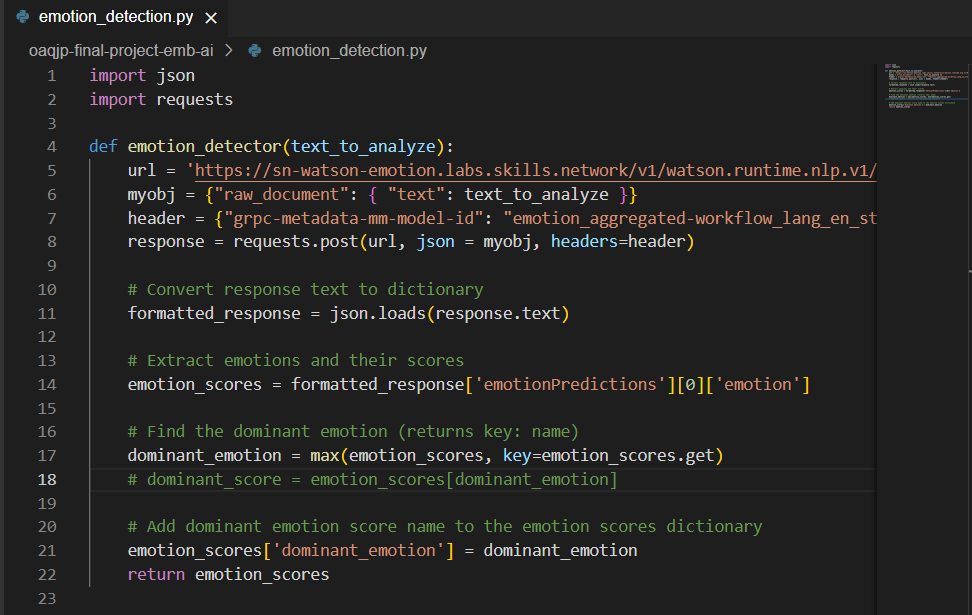 emotion_detection.py ×
oaqjp-final-project-emb-ai > emotion_detection.py
1 import json
2 import requests
3
4 def emotion_detector(text_to_analyze):
5 url = 'https://sn-watson-emotion.labs.skills.network/v1/watson.runtime.nlp.v1/
6 myobj = {"raw_document": { "text": text_to_analyze }}
7 header = {"grpc-metadata-mm-model-id": "emotion_aggregated-workflow_lang_en_st
8 response = requests.post(url, json = myobj, headers=header)
9
10 # Convert response text to dictionary
11 formatted_response = json.loads(response.text)
12
13 # Extract emotions and their scores
14 emotion_scores = formatted_response['emotionPredictions'][0]['emotion']
15
16 # Find the dominant emotion (returns key: name)
17 dominant_emotion = max(emotion_scores, key=emotion_scores.get)
18 # dominant_score = emotion_scores[dominant_emotion]
19
20 # Add dominant emotion score name to the emotion scores dictionary
21 emotion_scores['dominant_emotion'] = dominant_emotion
22 return emotion_scores
23